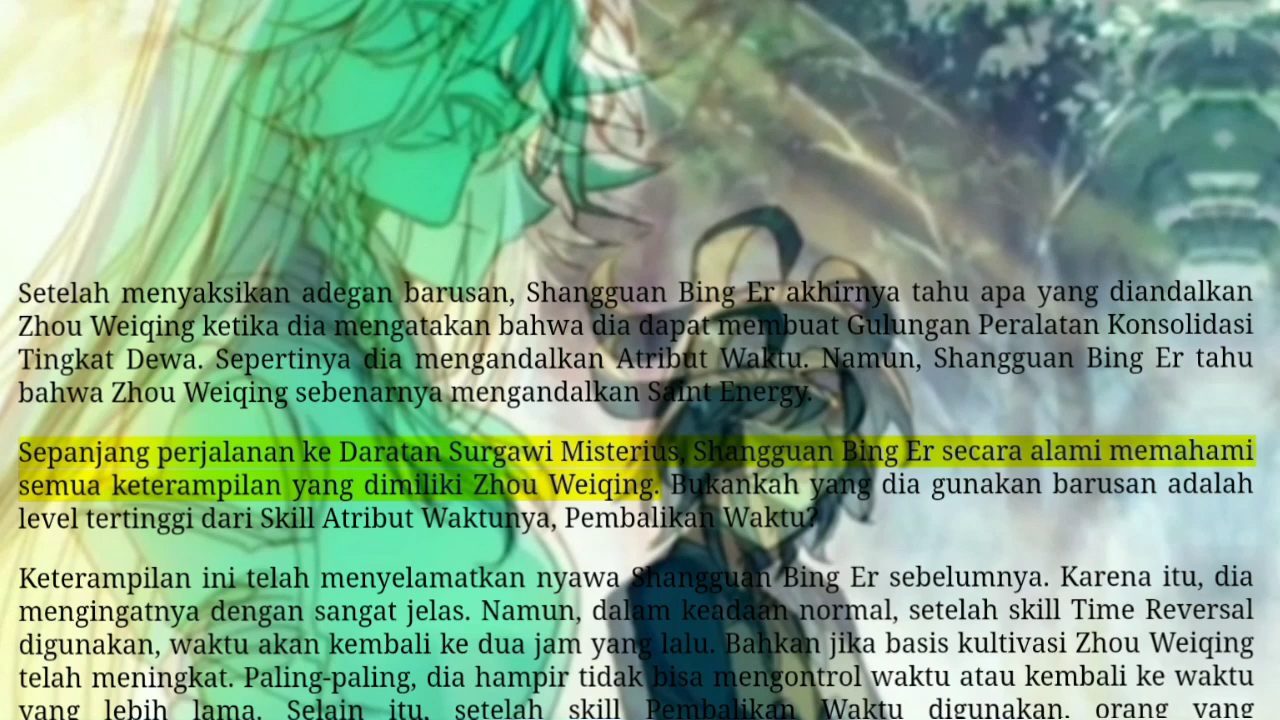 Setelah menyaksikan adegan barusan, Shangguan Bing Er akhirnya tahu apa yang diandalkan
Zhou Weiqing ketika dia mengatakan bahwa dia dapat membuat Gulungan Peralatan Konsolidasi
Tingkat Dewa. Sepertinya dia mengandalkan Atribut Waktu. Namun, Shangguan Bing Er tahu
bahwa Zhou Weiqing sebenarnya mengandalkan Saint Energy.
Sepanjang perjalanan ke Daratan Surgawi Misterius, Shangguan Bing Er secara alami memahami
semua keterampilan yang dimiliki Zhou Weiqing. Bukankah yang dia gunakan barusan adalah
level tertinggi dari Skill Atribut Waktunya, Pembalikan Waktu?
Keterampilan ini telah menyelamatkan nyawa Shangguan Bing Er sebelumnya. Karena itu, dia
mengingatnya dengan sangat jelas. Namun, dalam keadaan normal, setelah skill Time Reversal
digunakan, waktu akan kembali ke dua jam yang lalu. Bahkan jika basis kultivasi Zhou Weiqing
telah meningkat. Paling-paling, dia hampir tidak bisa mengontrol waktu atau kembali ke waktu
yang lebih lama. Selain itu, setelah skill Pembalikan Waktu digunakan, orang yang